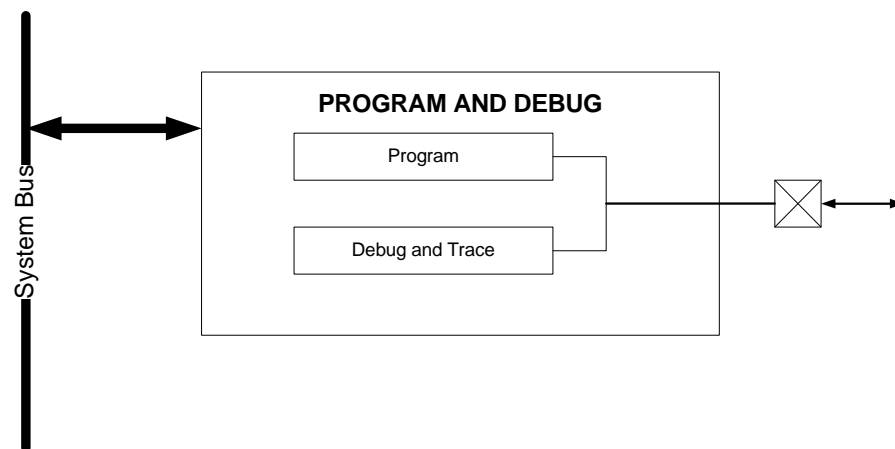 PROGRAM AND DEBUG
Program
Debug and Trace
System Bus